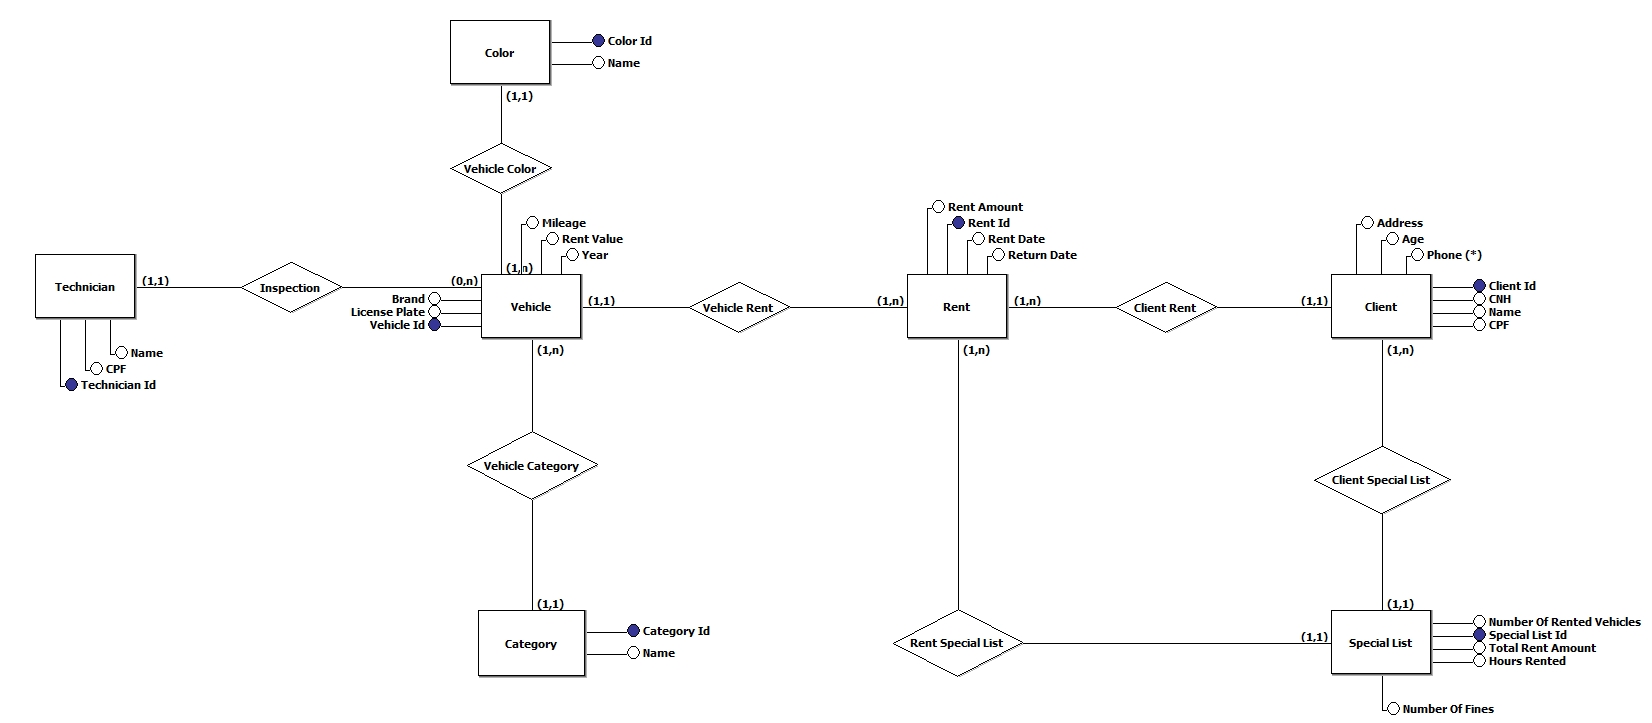 Color
Color Id
Name
(1,1)
Vehicle Color
Mileage
Rent Value
Year
(1,n)
Technician
(1,1)
Inspection
(0,n)
Brand
License Plate
Vehicle Id
Vehicle
(1,1)
Vehicle Rent
(1,n)
Rent Amount
Rent Id
Rent Date
Return Date
Rent
(1,n)
Client Rent
(1,1)
Address
Age
Phone (*)
Client
Client Id
CNH
Name
CPF
Name
CPF
Technician Id
(1,n)
(1,n)
(1,n)
Vehicle Category
Client Special List
(1,1)
Category
Category Id
Name
Rent Special List
(1,1)
(1,1)
Special List
Number Of Rented Vehicles
Special List Id
Total Rent Amount
Hours Rented
Number Of Fines